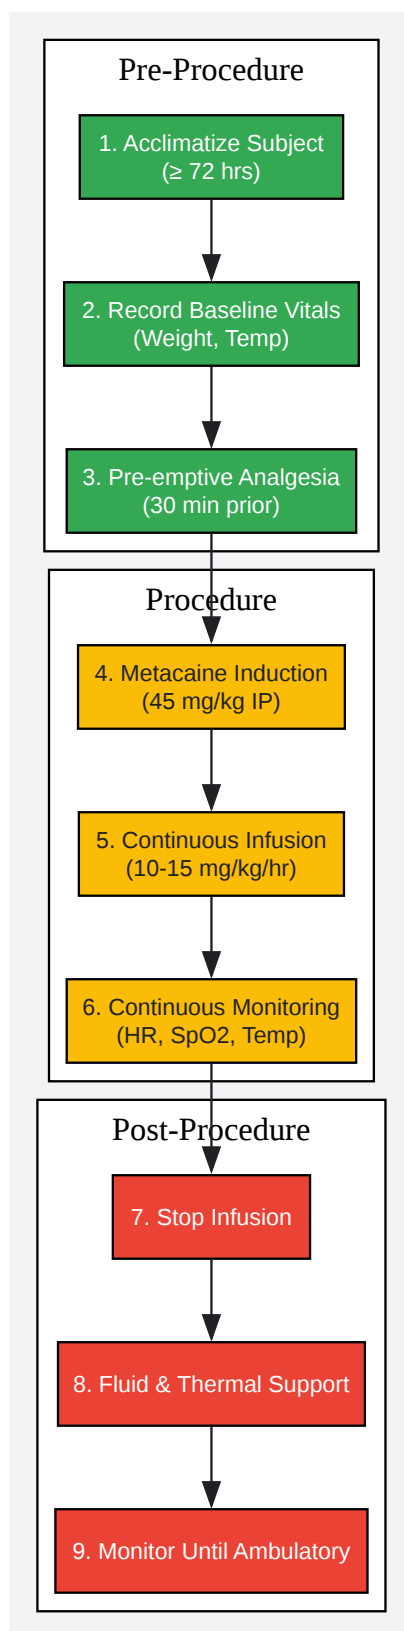 Pre-Procedure
1. Acclimatize Subject
(≥ 72 hrs)
2. Record Baseline Vitals
(Weight, Temp)
3. Pre-emptive Analgesia
(30 min prior)
Procedure
4. Metacaine Induction
(45 mg/kg IP)
5. Continuous Infusion
(10-15 mg/kg/hr)
6. Continuous Monitoring
(HR, SpO2, Temp)
Post-Procedure
7. Stop Infusion
8. Fluid & Thermal Support
9. Monitor Until Ambulatory